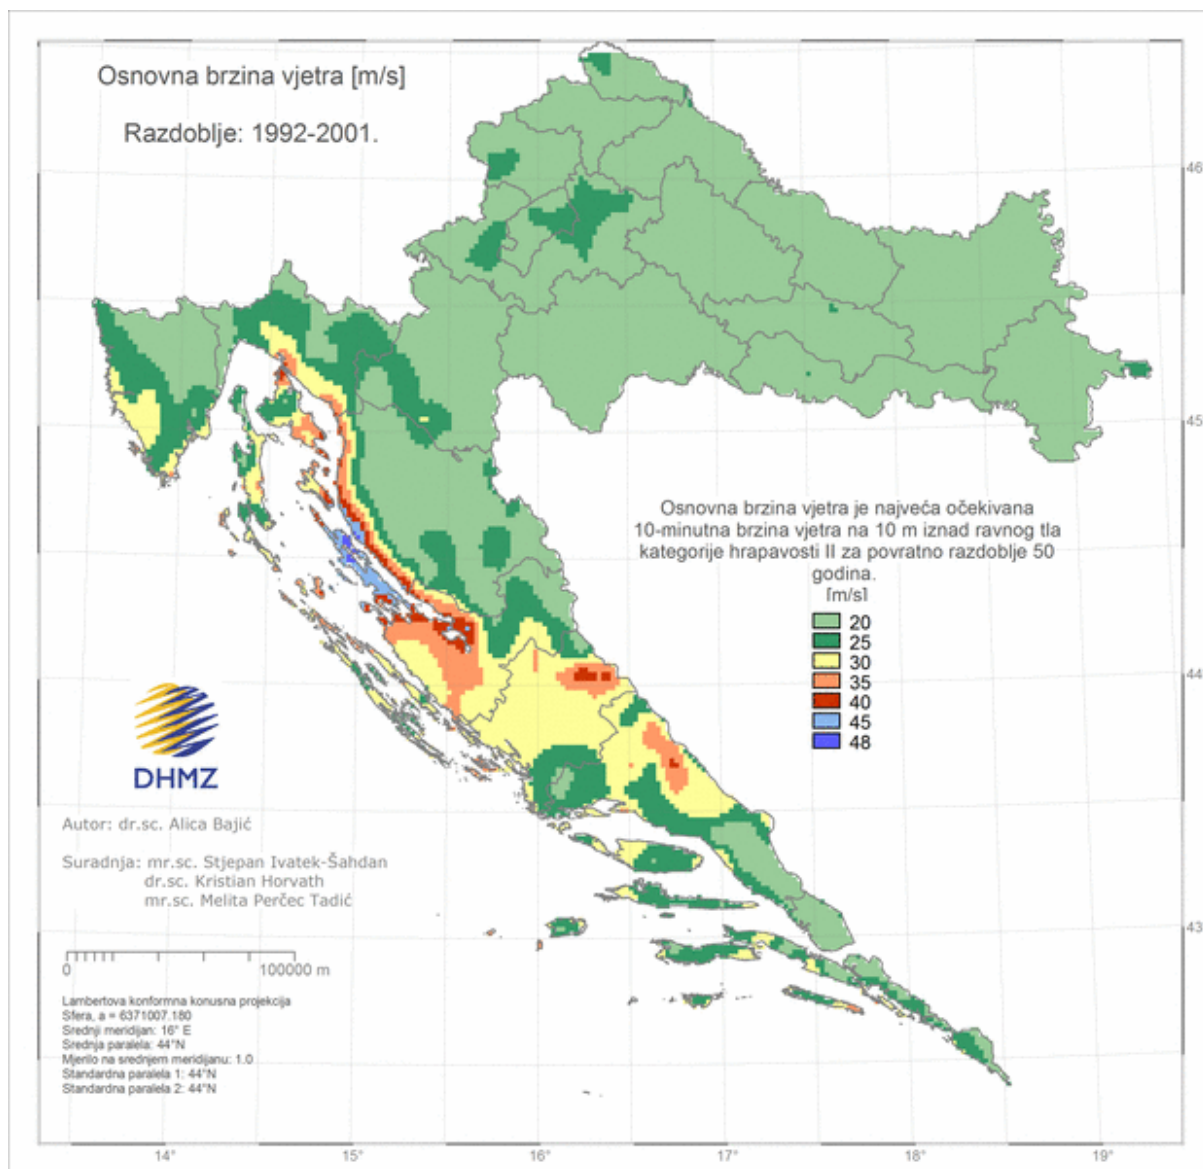 Osnovna brzina vjetra [m/s]
Razdoblje: 1992-2001.
46
45
Osnovna brzina vjetra je najveća očekivana
10-minutna brzina vjetra na 10 m iznad ravnog tla
kategorije hrapavosti II za povratno razdoblje 50
godina.
[m/s]
20
25
30
35
40
45
48
44
DHMZ
Autor: dr.sc. Alica Bajić
Suradnja: mr.sc. Stjepan Ivatek-Šahdan
dr.sc. Kristian Horvath
mr.sc. Melita Perčec Tadić
43
0 100000 m
Lambertova konformna konusna projekcija
Sfera, a = 6371007.180
Srednji meridijan: 16° E
Srednja paralela: 44°N
Mjerilo na srednjem meridijanu: 1.0
Standardna paralela 1: 44°N
Standardna paralela 2: 44°N
14° 15° 16° 17° 18° 19°